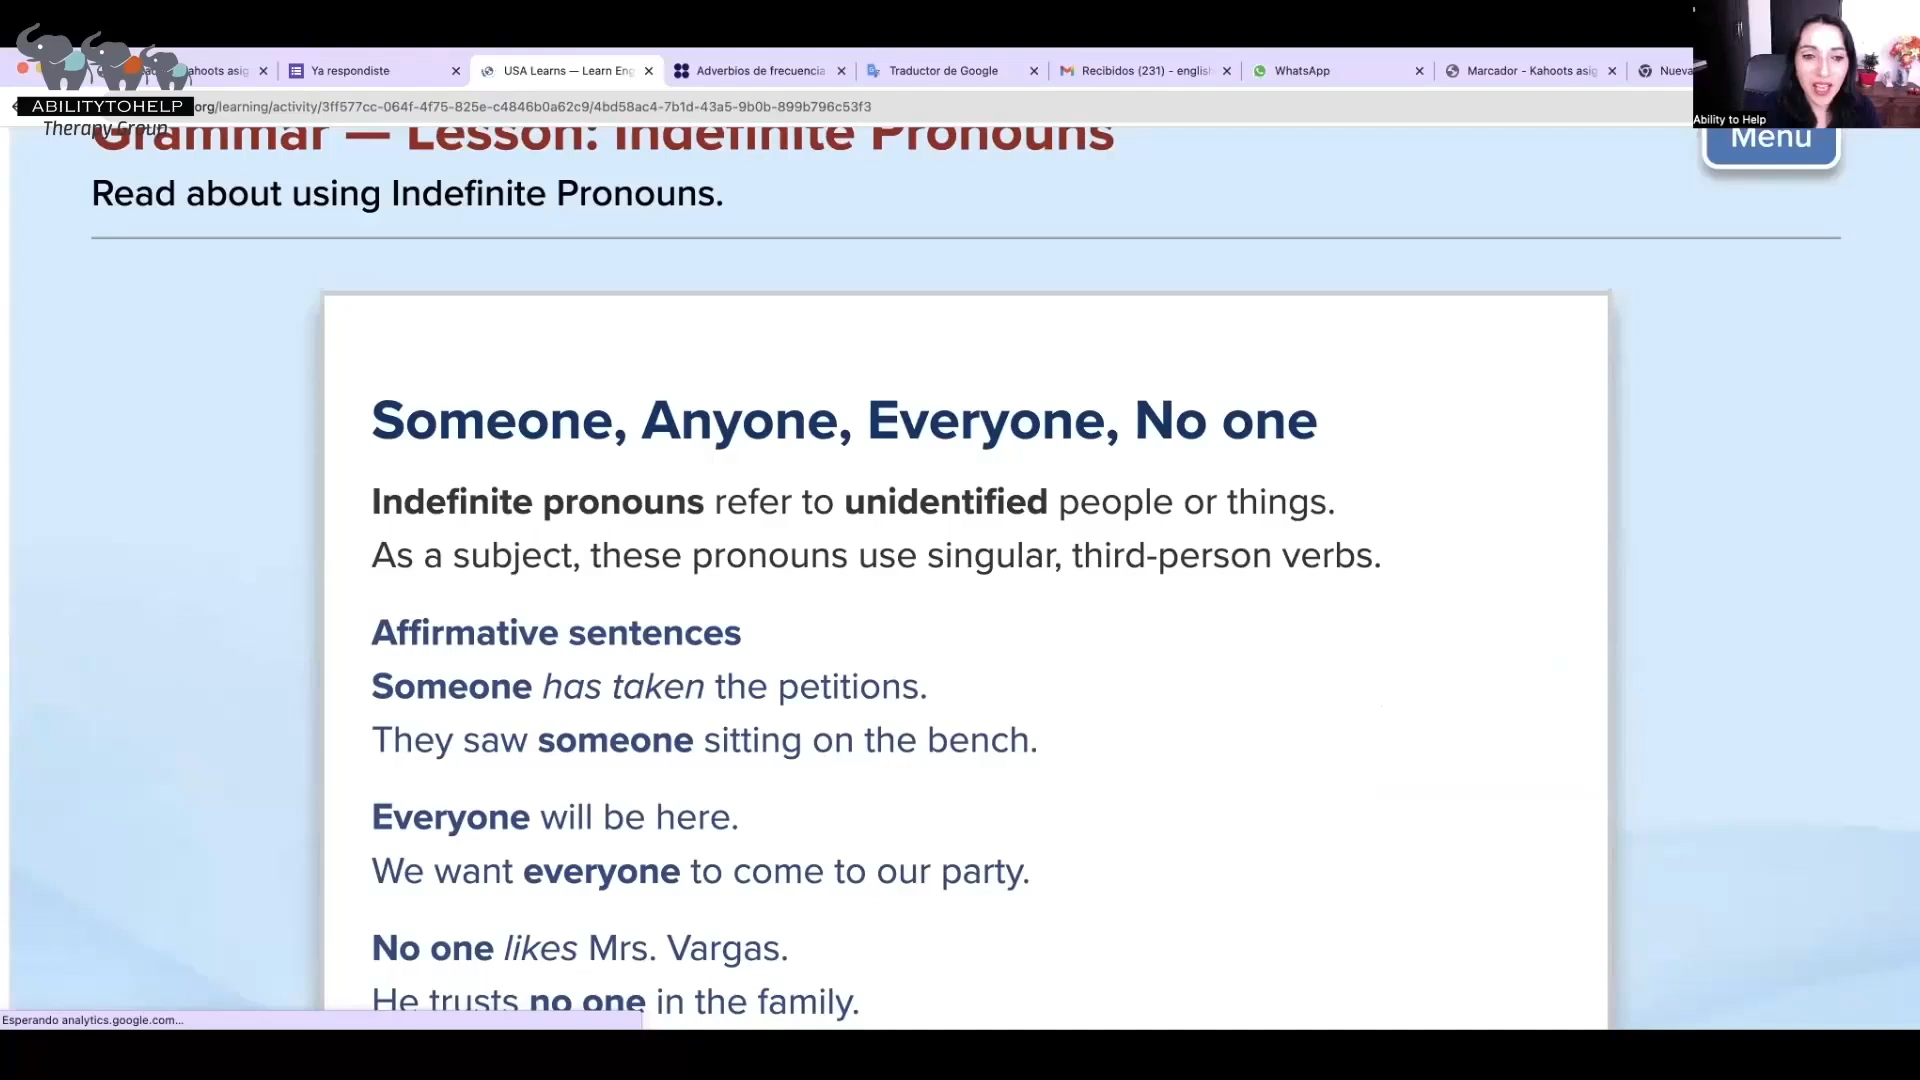 ahoots asig
Ya respondiste
USA Learns — Learn Eng
Adverbios de frecuencia
Traductor de Google
Recibidos (231) - english
WhatsApp
Marcador - Kahoots asig
Nueva
ABILITYTOHELP
Therapy Group
org/learning/activity/3ff577cc-064f-4f75-825e-c4846b0a62c9/4bd58ac4-7b1d-43a5-9b0b-899b796c53f3
Ability to Help
Grammar — Lesson: Indefinite Pronouns
Menu
Read about using Indefinite Pronouns.
Someone, Anyone, Everyone, No one
Indefinite pronouns refer to unidentified people or things.
As a subject, these pronouns use singular, third-person verbs.
Affirmative sentences
Someone has taken the petitions.
They saw someone sitting on the bench.
Everyone will be here.
We want everyone to come to our party.
No one likes Mrs. Vargas.
He trusts no one in the family.
Esperando analytics.google.com...